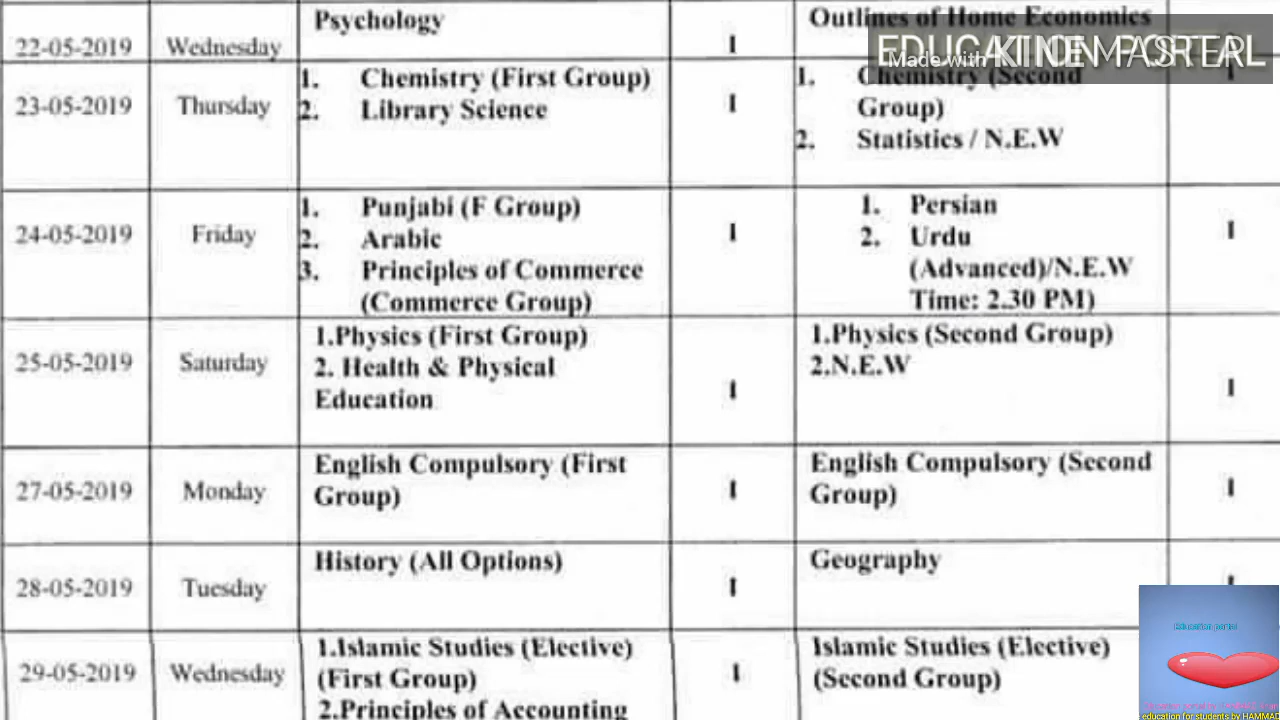 22-05-2019 Wednesday Psychology I Outlines of Home Economics
EDUCATION PORTERL
Made with KINEMASTER
23-05-2019 Thursday 1. Chemistry (First Group) I 1. Chemistry (Second Group) I
2. Library Science 2. Statistics / N.E.W
24-05-2019 Friday 1. Punjabi (F Group) I 1. Persian I
2. Arabic 2. Urdu
3. Principles of Commerce (Advanced)/N.E.W
(Commerce Group) Time: 2.30 PM)
25-05-2019 Saturday 1.Physics (First Group) I 1.Physics (Second Group) I
2. Health & Physical 2.N.E.W
Education
27-05-2019 Monday English Compulsory (First I English Compulsory (Second I
Group) Group)
28-05-2019 Tuesday History (All Options) I Geography I
29-05-2019 Wednesday 1.Islamic Studies (Elective) I Islamic Studies (Elective)
(First Group) (Second Group)
2.Principles of Accounting
Education portal
education for students by HAMMAD